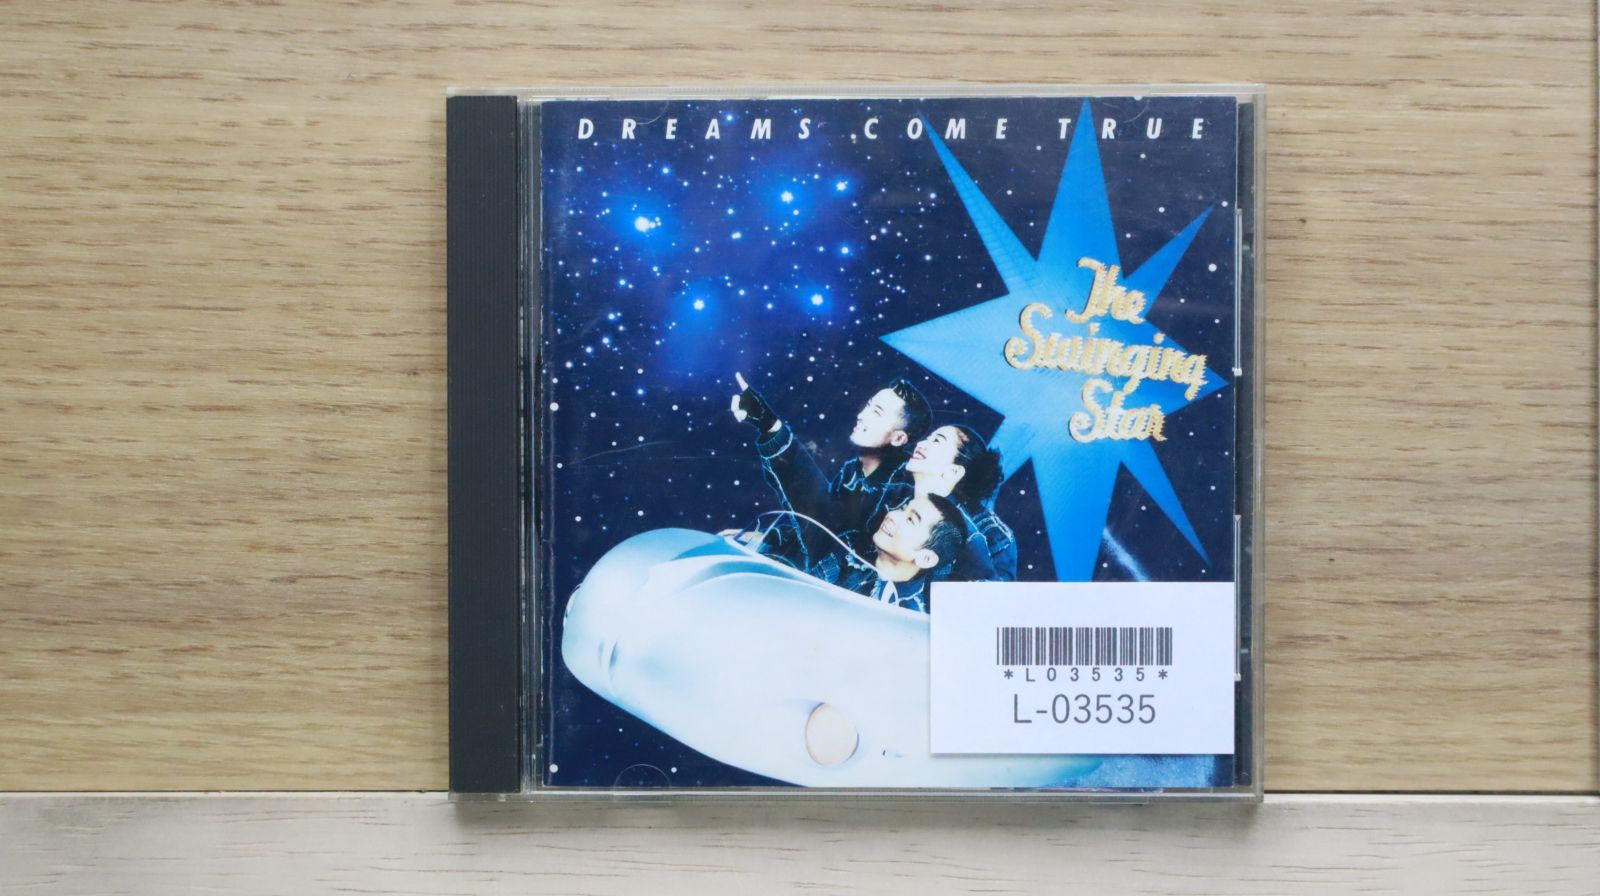 DREAMS COME TRUE
The
Swinging
Star
*L03535*
L-03535